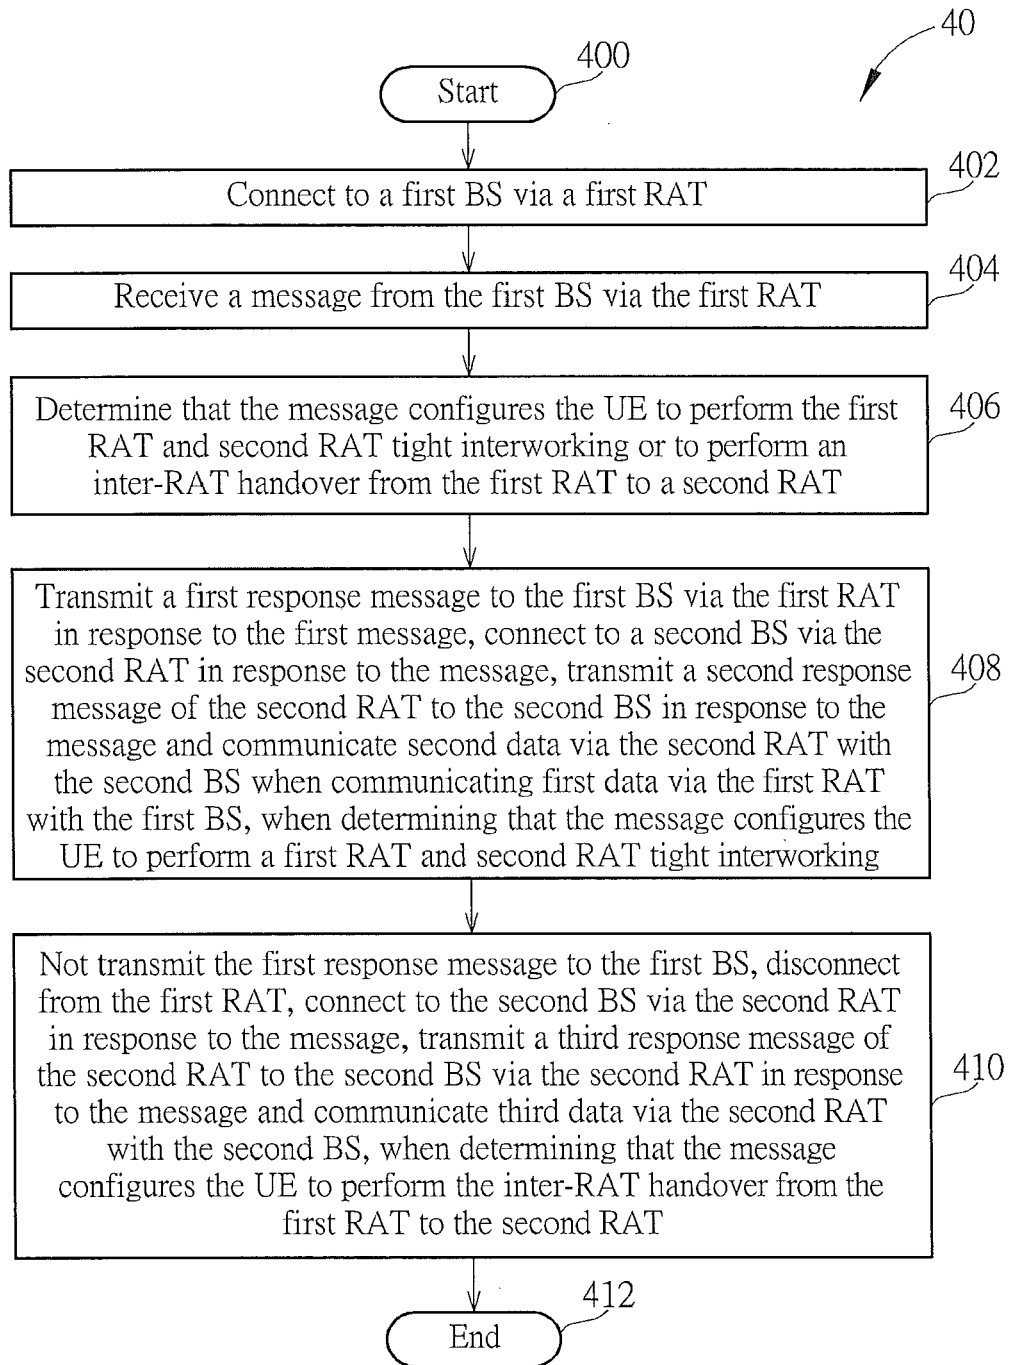 40
400
Start
402
Connect to a first BS via a first RAT
404
Receive a message from the first BS via the first RAT
406
Determine that the message configures the UE to perform the first
RAT and second RAT tight interworking or to perform an
inter-RAT handover from the first RAT to a second RAT
408
Transmit a first response message to the first BS via the first RAT
in response to the first message, connect to a second BS via the
second RAT in response to the message, transmit a second response
message of the second RAT to the second BS in response to the
message and communicate second data via the second RAT with
the second BS when communicating first data via the first RAT
with the first BS, when determining that the message configures the
UE to perform a first RAT and second RAT tight interworking
410
Not transmit the first response message to the first BS, disconnect
from the first RAT, connect to the second BS via the second RAT
in response to the message, transmit a third response message of
the second RAT to the second BS via the second RAT in response
to the message and communicate third data via the second RAT
with the second BS, when determining that the message
configures the UE to perform the inter-RAT handover from the
first RAT to the second RAT
412
End